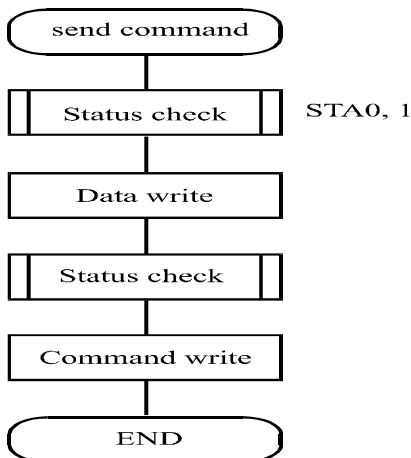 send command
Status check
STA0, 1
Data write
Status check
Command write
END